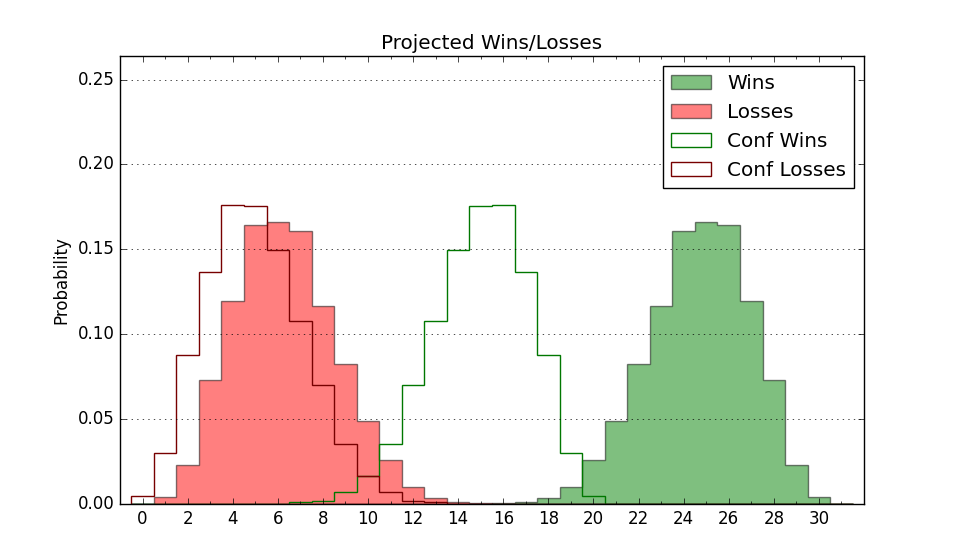 Projected Wins/Losses
Probability
0.25
0.20
0.15
0.10
0.05
0.00
Wins
Losses
Conf Wins
Conf Losses
0 2 4 6 8 10 12 14 16 18 20 22 24 26 28 30